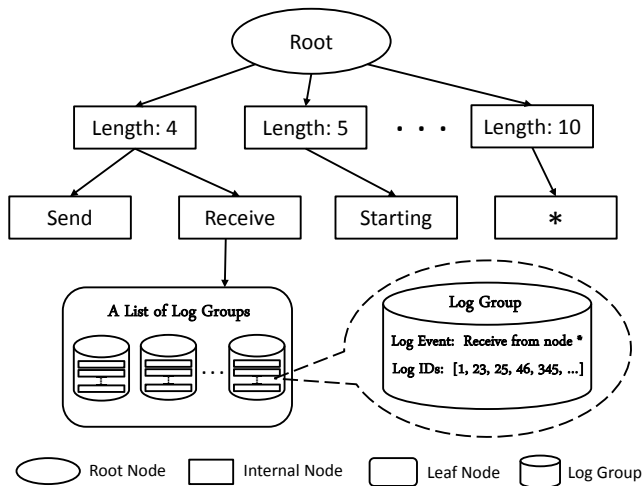 Root
Length: 4
Length: 5
. . .
Length: 10
Send
Receive
Starting
*
A List of Log Groups
...
Log Group
Log Event: Receive from node *
Log IDs: [1, 23, 25, 46, 345, ...]
Root Node
Internal Node
Leaf Node
Log Group